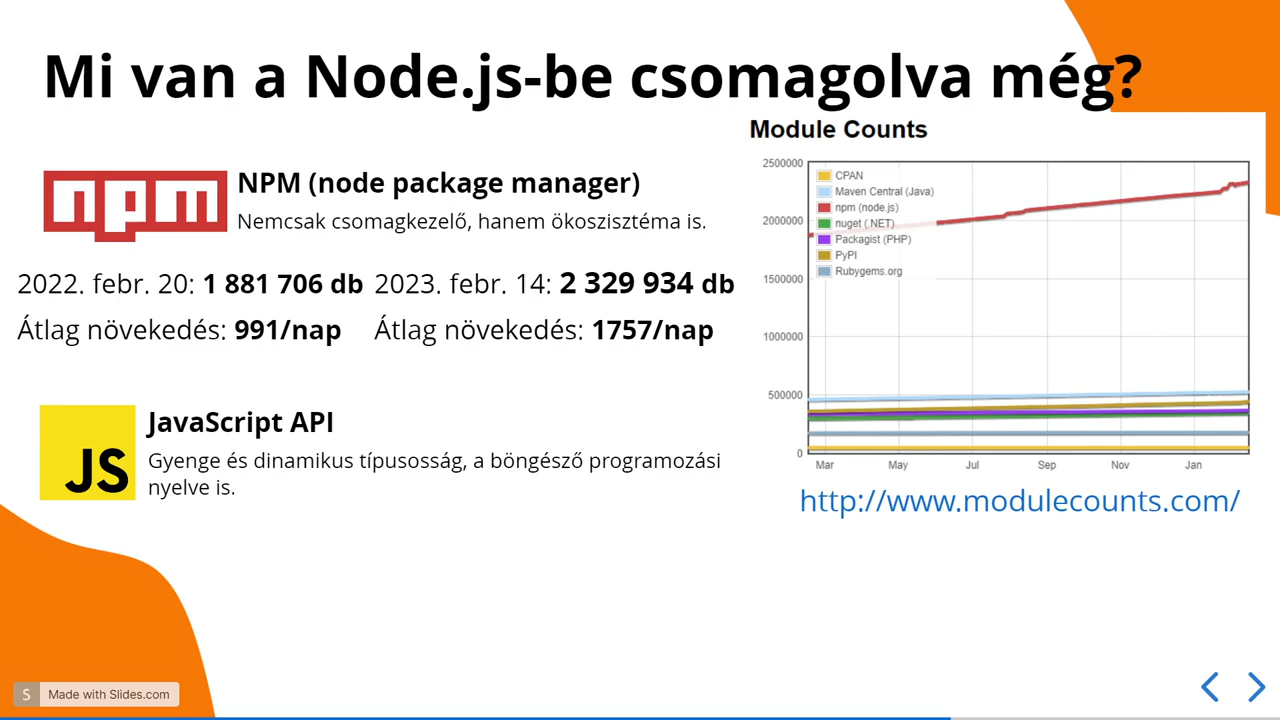 Mi van a Node.js-be csomagolva még?
npm
NPM (node package manager)
Nemcsak csomagkezelő, hanem ökoszisztéma is.
2022. febr. 20: 1 881 706 db
2023. febr. 14: 2 329 934 db
Átlag növekedés: 991/nap
Átlag növekedés: 1757/nap
JS
JavaScript API
Gyenge és dinamikus típusosság, a böngésző programozási
nyelve is.
Module Counts
2500000
2000000
1500000
1000000
500000
0
CPAN
Maven Central (Java)
npm (node.js)
nuget (.NET)
Packagist (PHP)
PyPI
Rubygems.org
Mar May Jul Sep Nov Jan
http://www.modulecounts.com/
S Made with Slides.com